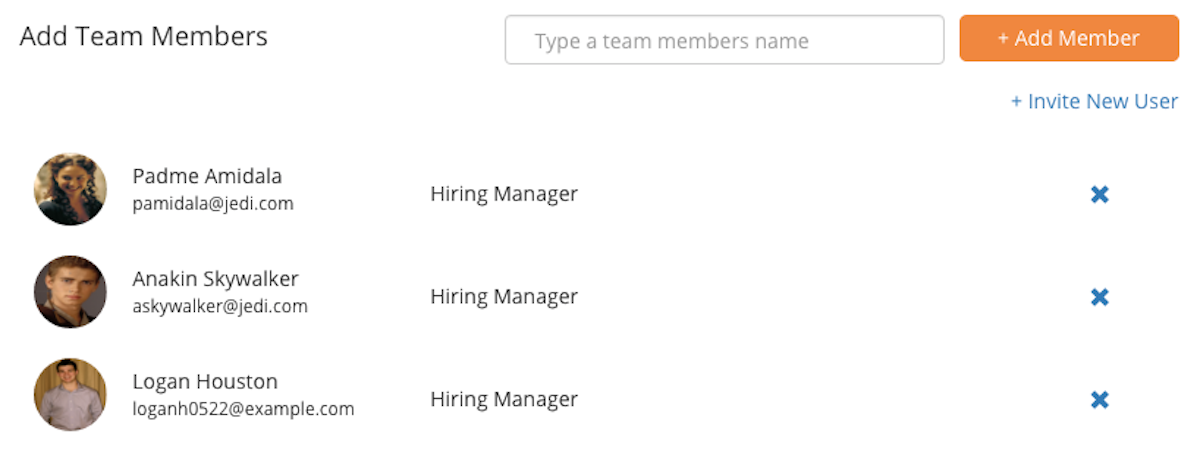 Add Team Members
Type a team members name
+ Add Member
+ Invite New User
Padme Amidala
pamidala@jedi.com
Hiring Manager
Anakin Skywalker
askywalker@jedi.com
Hiring Manager
Logan Houston
loganh0522@example.com
Hiring Manager